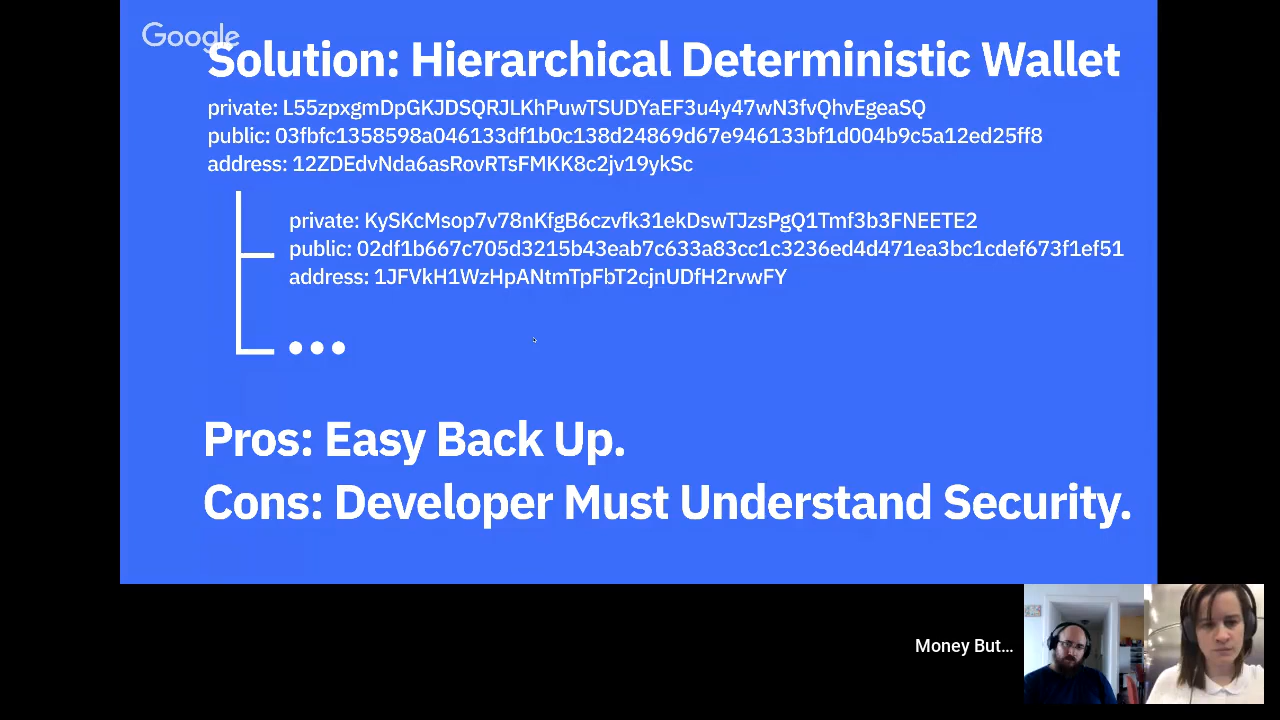 Google
Solution: Hierarchical Deterministic Wallet
private: L55zpxgmDpGKJDSQRJLKhPuwTSUDYaEF3u4y47wN3fvQhvEgeaSQ
public: 03fbfc1358598a046133df1b0c138d24869d67e946133bf1d004b9c5a12ed25ff8
address: 12ZDEdvNda6asRovRTsFMKK8c2jv19ykSc
private: KySKcMsop7v78nKfgB6czvfk31ekDswTJzsPgQ1Tmf3b3FNEETE2
public: 02df1b667c705d3215b43eab7c633a83cc1c3236ed4d471ea3bc1cdef673f1ef51
address: 1JFVkH1WzHpANtmTpFbT2cjnUDfH2rvwFY
Pros: Easy Back Up.
Cons: Developer Must Understand Security.
Money But...